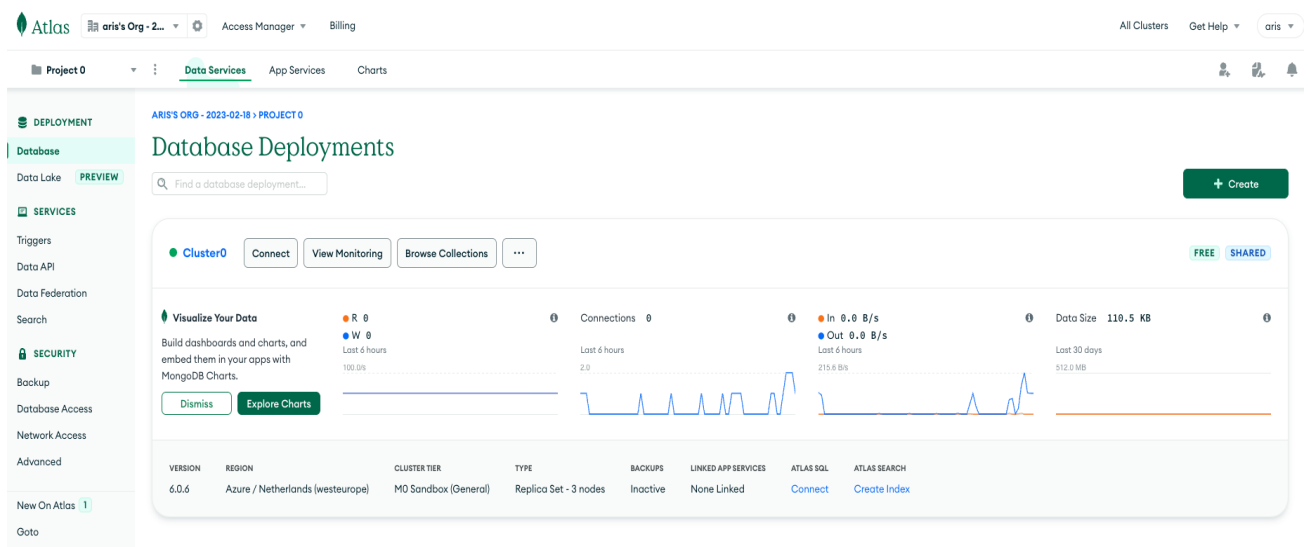 Atlas
aris's Org - 2...
Access Manager
Billing
All Clusters
Get Help
aris
Project 0
Data Services
App Services
Charts
DEPLOYMENT
Database
Data Lake PREVIEW
SERVICES
Triggers
Data API
Data Federation
Search
SECURITY
Backup
Database Access
Network Access
Advanced
New On Atlas 1
Goto
ARIS'S ORG - 2023-02-18 > PROJECT 0
Database Deployments
Find a database deployment...
+ Create
Cluster0
Connect
View Monitoring
Browse Collections
...
FREE
SHARED
Visualize Your Data
Build dashboards and charts, and
embed them in your apps with
MongoDB Charts.
Dismiss
Explore Charts
R 0
W 0
Last 6 hours
100.0/s
Connections 0
Last 6 hours
2.0
In 0.0 B/s
Out 0.0 B/s
Last 6 hours
215.6 B/s
Data Size 110.5 KB
Last 30 days
512.0 MB
VERSION
6.0.6
REGION
Azure / Netherlands (westeurope)
CLUSTER TIER
M0 Sandbox (General)
TYPE
Replica Set - 3 nodes
BACKUPS
Inactive
LINKED APP SERVICES
None Linked
ATLAS SQL
Connect
ATLAS SEARCH
Create Index